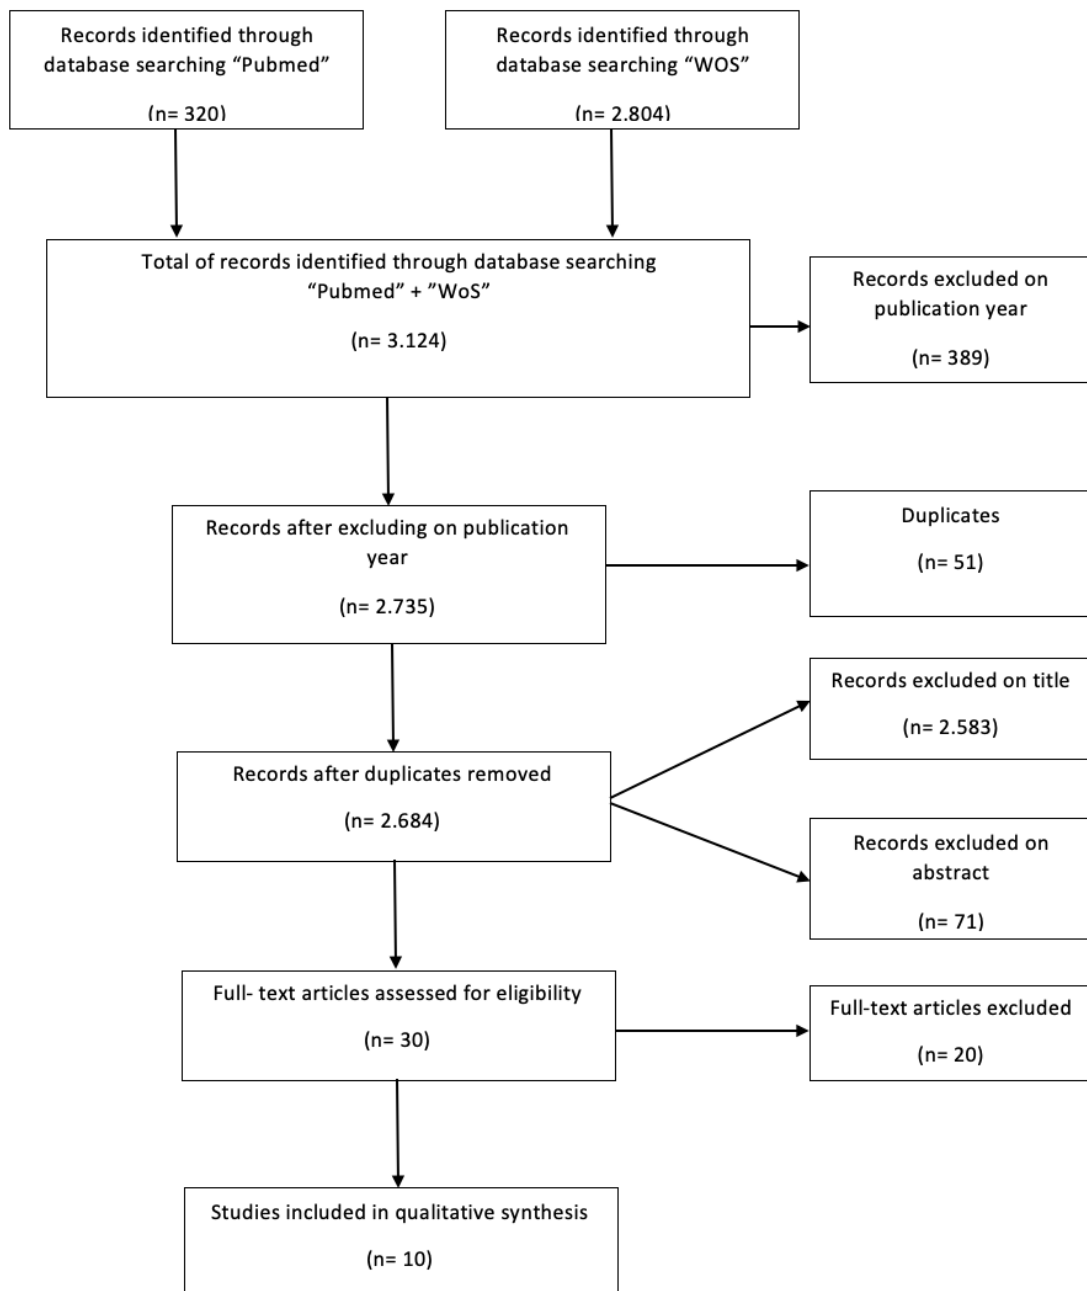 Records identified through
database searching “Pubmed”
(n= 320)
Records identified through
database searching “WOS”
(n= 2.804)
Total of records identified through database searching
“Pubmed” + ”WoS”
(n= 3.124)
Records excluded on
publication year
(n= 389)
Records after excluding on publication
year
(n= 2.735)
Duplicates
(n= 51)
Records excluded on title
(n= 2.583)
Records after duplicates removed
(n= 2.684)
Records excluded on
abstract
(n= 71)
Full- text articles assessed for eligibility
(n= 30)
Full-text articles excluded
(n= 20)
Studies included in qualitative synthesis
(n= 10)